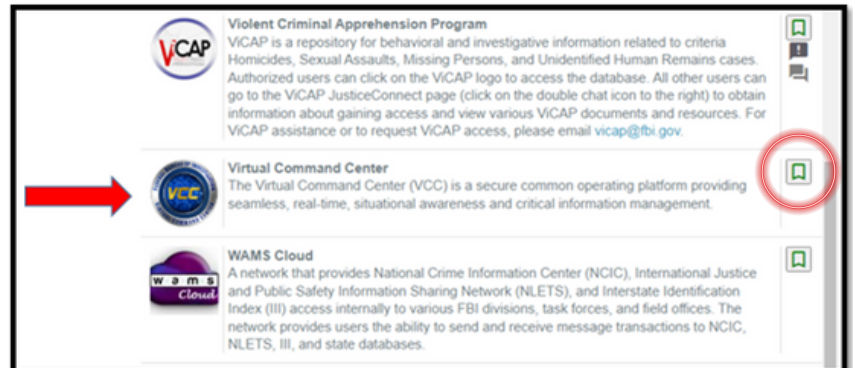 ViCAP
Violent Criminal Apprehension Program
ViCAP is a repository for behavioral and investigative information related to criteria
Homicides, Sexual Assaults, Missing Persons, and Unidentified Human Remains cases.
Authorized users can click on the ViCAP logo to access the database. All other users can
go to the ViCAP JusticeConnect page (click on the double chat icon to the right) to obtain
information about gaining access and view various ViCAP documents and resources. For
ViCAP assistance or to request ViCAP access, please email vicap@fbi.gov.
VCC
Virtual Command Center
The Virtual Command Center (VCC) is a secure common operating platform providing
seamless, real-time, situational awareness and critical information management.
wams
Cloud
WAMS Cloud
A network that provides National Crime Information Center (NCIC), International Justice
and Public Safety Information Sharing Network (NLETS), and Interstate Identification
Index (III) access internally to various FBI divisions, task forces, and field offices. The
network provides users the ability to send and receive message transactions to NCIC,
NLETS, III, and state databases.